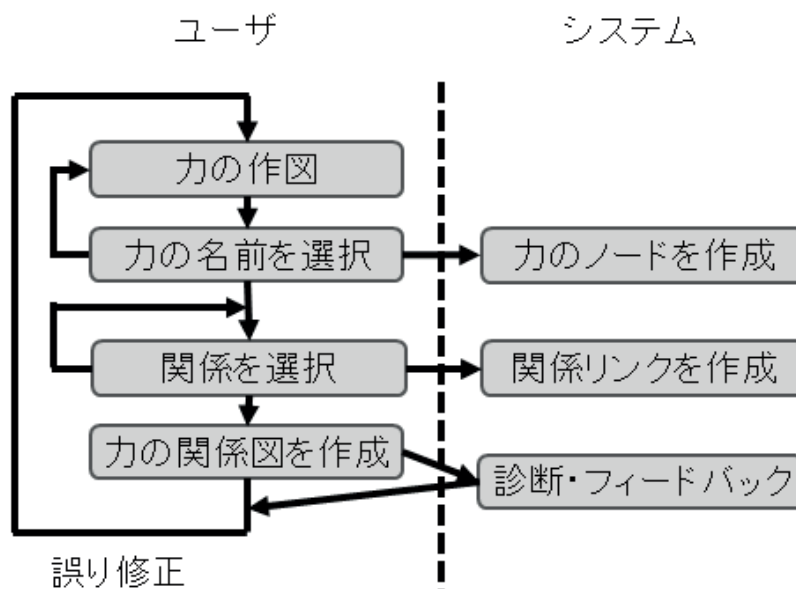 ユーザ
システム
力の作図
力の名前を選択
力のノードを作成
関係を選択
関係リンクを作成
力の関係図を作成
診断・フィードバック
誤り修正